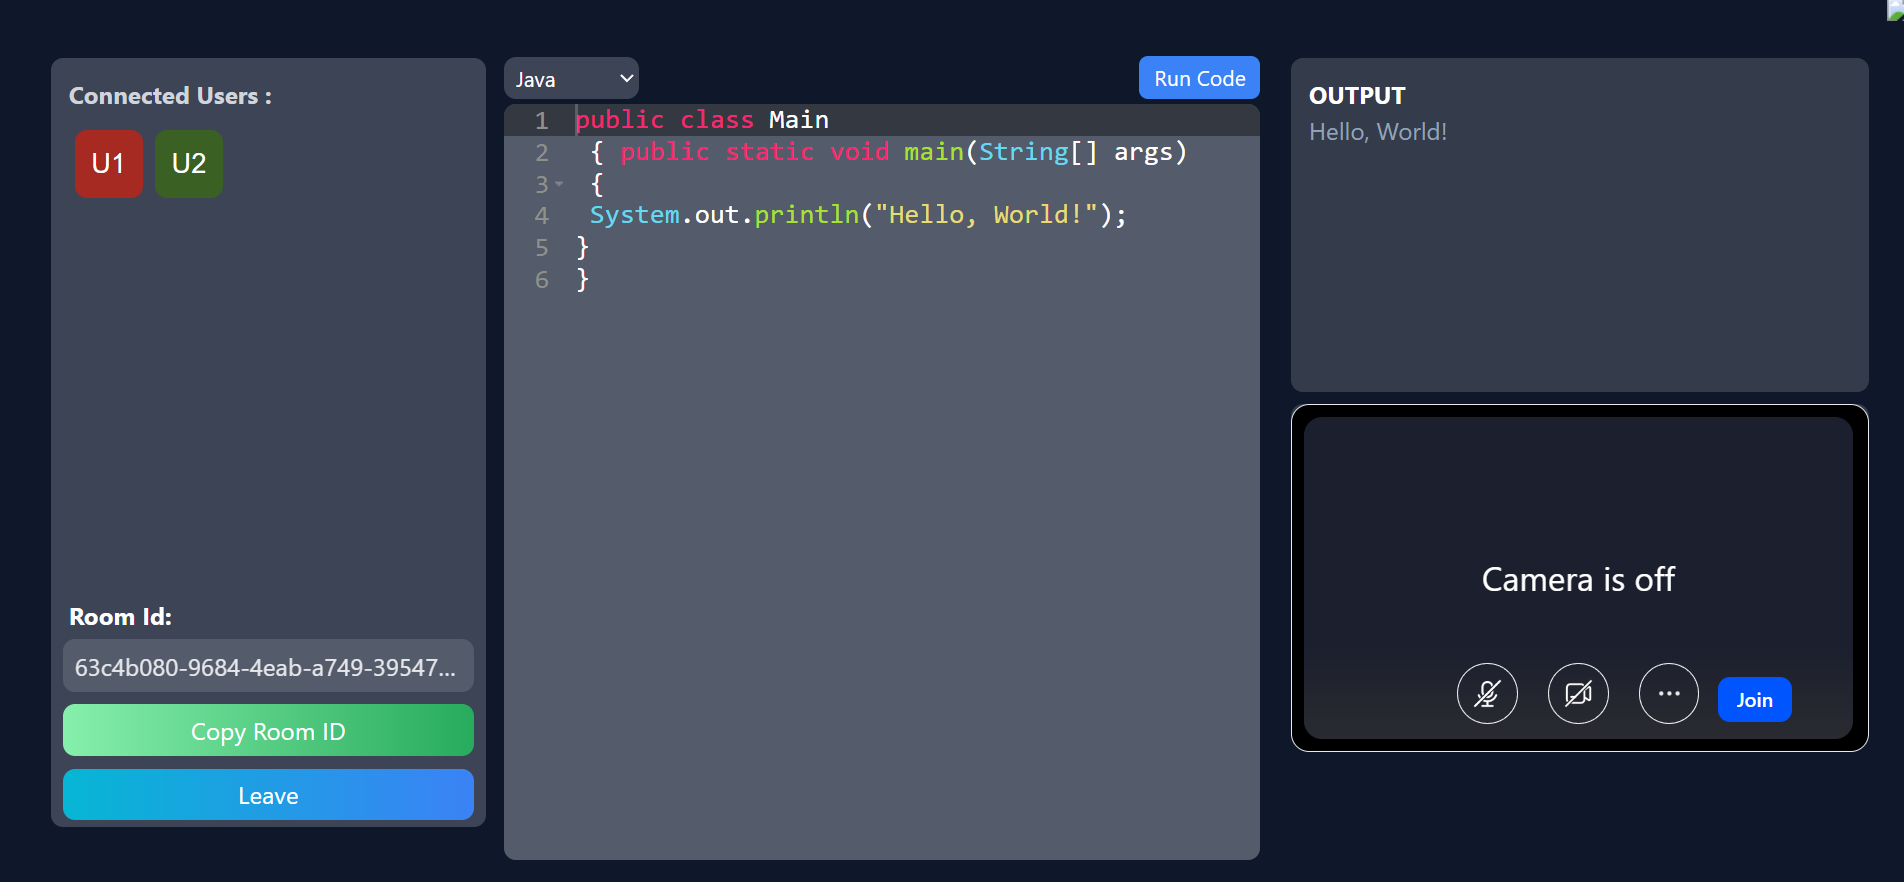 Connected Users :
U1 U2
Room Id:
63c4b080-9684-4eab-a749-39547...
Copy Room ID
Leave
Java
Run Code
1 public class Main
2 { public static void main(String[] args)
3 {
4 System.out.println("Hello, World!");
5 }
6 }
OUTPUT
Hello, World!
Camera is off
Join